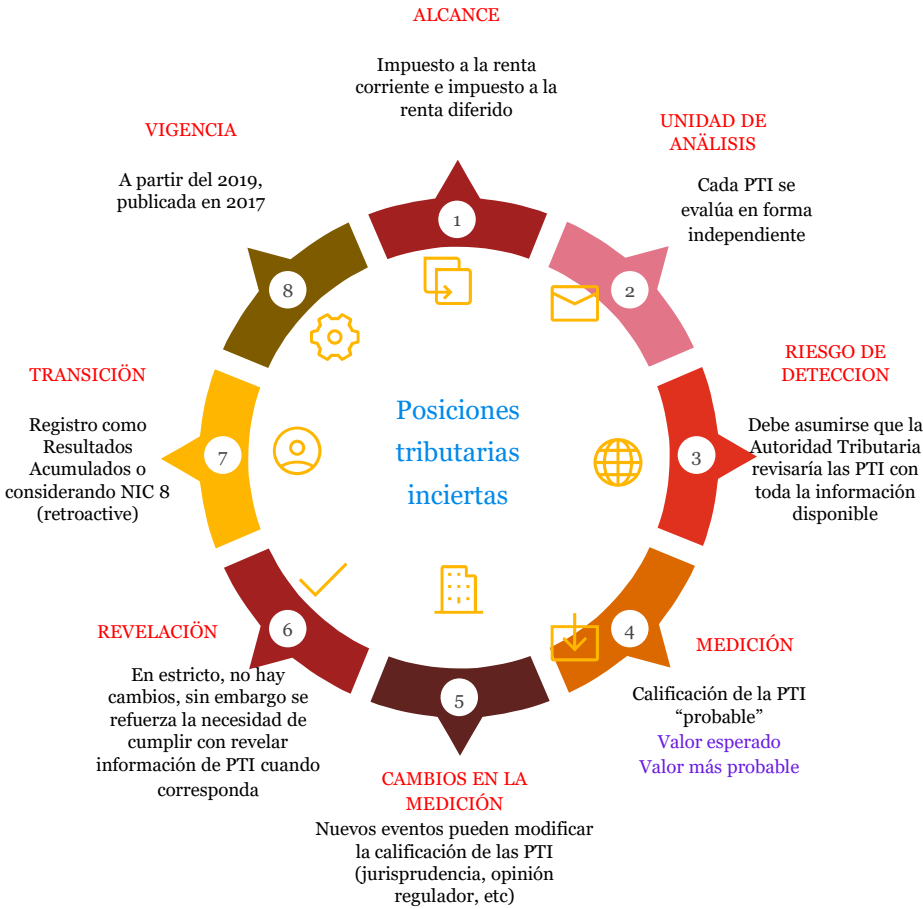 ALCANCE
Impuesto a la renta
corriente e impuesto a la
renta diferido
1
UNIDAD DE
ANÄLISIS
Cada PTI se
evalúa en forma
independiente
2
RIESGO DE
DETECCION
Debe asumirse que la
Autoridad Tributaria
revisaría las PTI con
toda la información
disponible
3
MEDICIÓN
Calificación de la PTI
“probable”
Valor esperado
Valor más probable
4
CAMBIOS EN LA
MEDICIÓN
Nuevos eventos pueden modificar
la calificación de las PTI
(jurisprudencia, opinión
regulador, etc)
5
REVELACIÖN
En estricto, no hay
cambios, sin embargo se
refuerza la necesidad de
cumplir con revelar
información de PTI cuando
corresponda
6
TRANSICIÖN
Registro como
Resultados
Acumulados o
considerando NIC 8
(retroactive)
7
VIGENCIA
A partir del 2019,
publicada en 2017
8
Posiciones
tributarias
inciertas